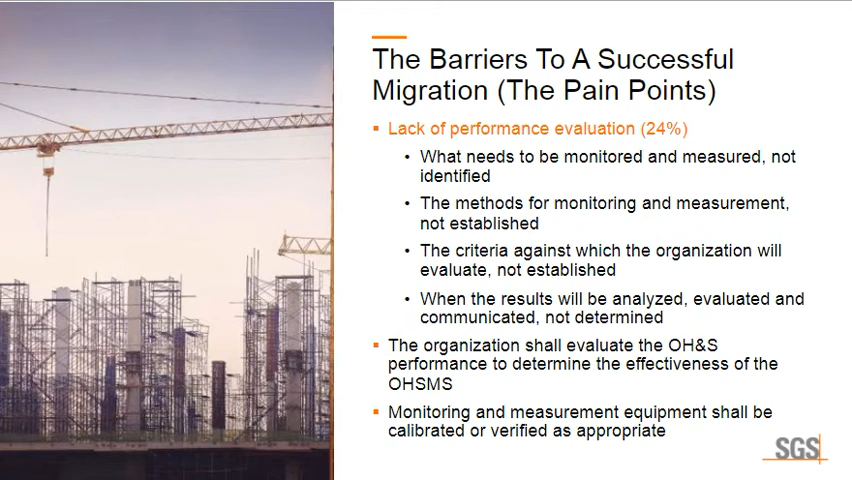 The Barriers To A Successful
Migration (The Pain Points)
▪ Lack of performance evaluation (24%)
• What needs to be monitored and measured, not
identified
• The methods for monitoring and measurement,
not established
• The criteria against which the organization will
evaluate, not established
• When the results will be analyzed, evaluated and
communicated, not determined
▪ The organization shall evaluate the OH&S
performance to determine the effectiveness of the
OHSMS
▪ Monitoring and measurement equipment shall be
calibrated or verified as appropriate
SGS